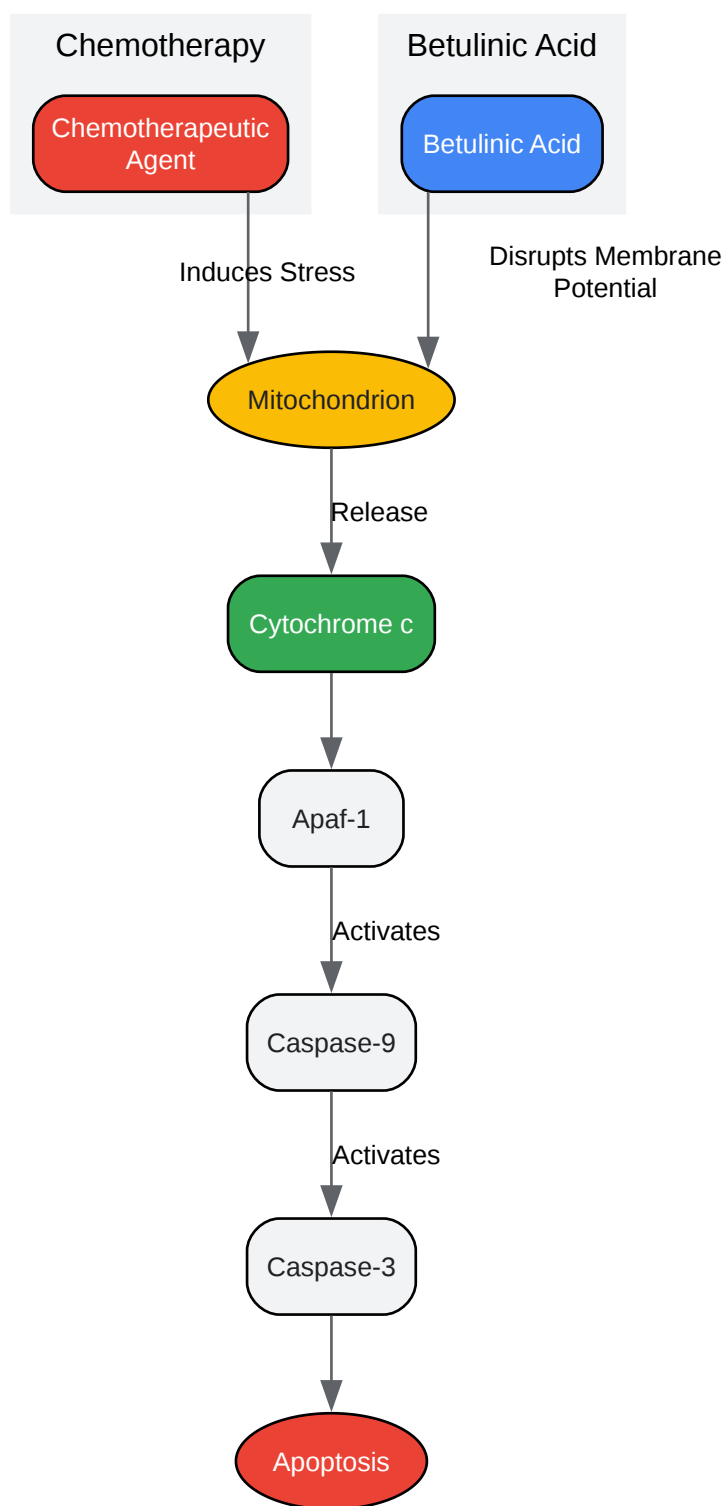 Chemotherapy
Betulinic Acid
Chemotherapeutic
Agent
Betulinic Acid
Induces Stress
Disrupts Membrane
Potential
Mitochondrion
Release
Cytochrome c
Apaf-1
Activates
Caspase-9
Activates
Caspase-3
Apoptosis